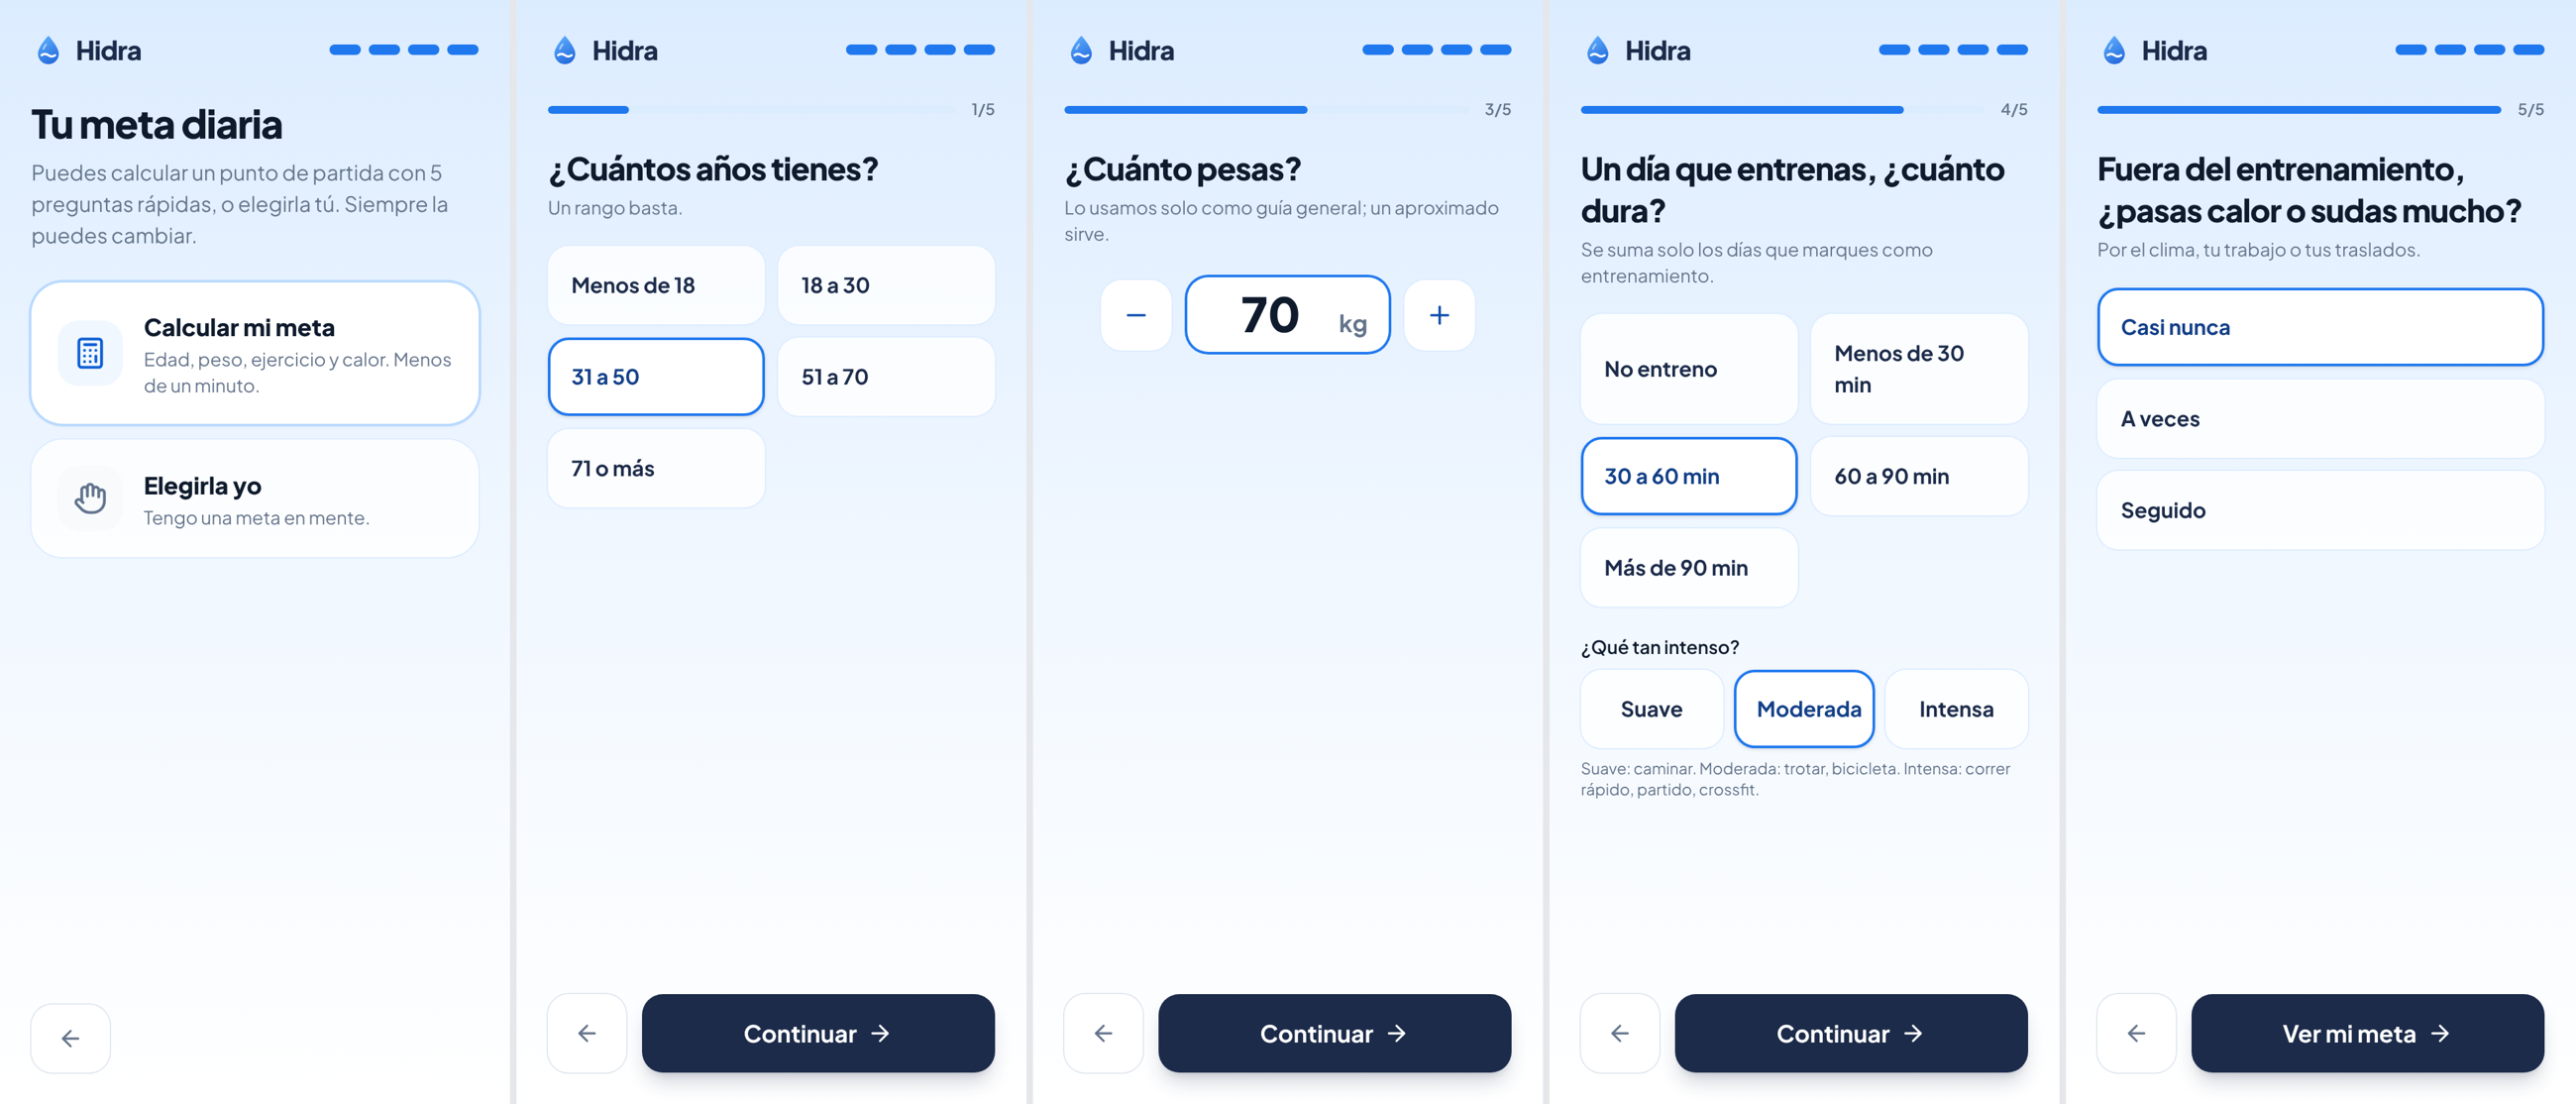 Hidra
Tu meta diaria
Puedes calcular un punto de partida con 5
preguntas rápidas, o elegirla tú. Siempre la
puedes cambiar.
Calcular mi meta
Edad, peso, ejercicio y calor. Menos
de un minuto.
Elegirla yo
Tengo una meta en mente.
Hidra
1/5
¿Cuántos años tienes?
Un rango basta.
Menos de 18
18 a 30
31 a 50
51 a 70
71 o más
Continuar
Hidra
3/5
¿Cuánto pesas?
Lo usamos solo como guía general; un aproximado
sirve.
70 kg
Continuar
Hidra
4/5
Un día que entrenas, ¿cuánto
dura?
Se suma solo los días que marques como
entrenamiento.
No entreno
Menos de 30
min
30 a 60 min
60 a 90 min
Más de 90 min
¿Qué tan intenso?
Suave
Moderada
Intensa
Suave: caminar. Moderada: trotar, bicicleta. Intensa: correr
rápido, partido, crossfit.
Continuar
Hidra
5/5
Fuera del entrenamiento,
¿pasas calor o sudas mucho?
Por el clima, tu trabajo o tus traslados.
Casi nunca
A veces
Seguido
Ver mi meta